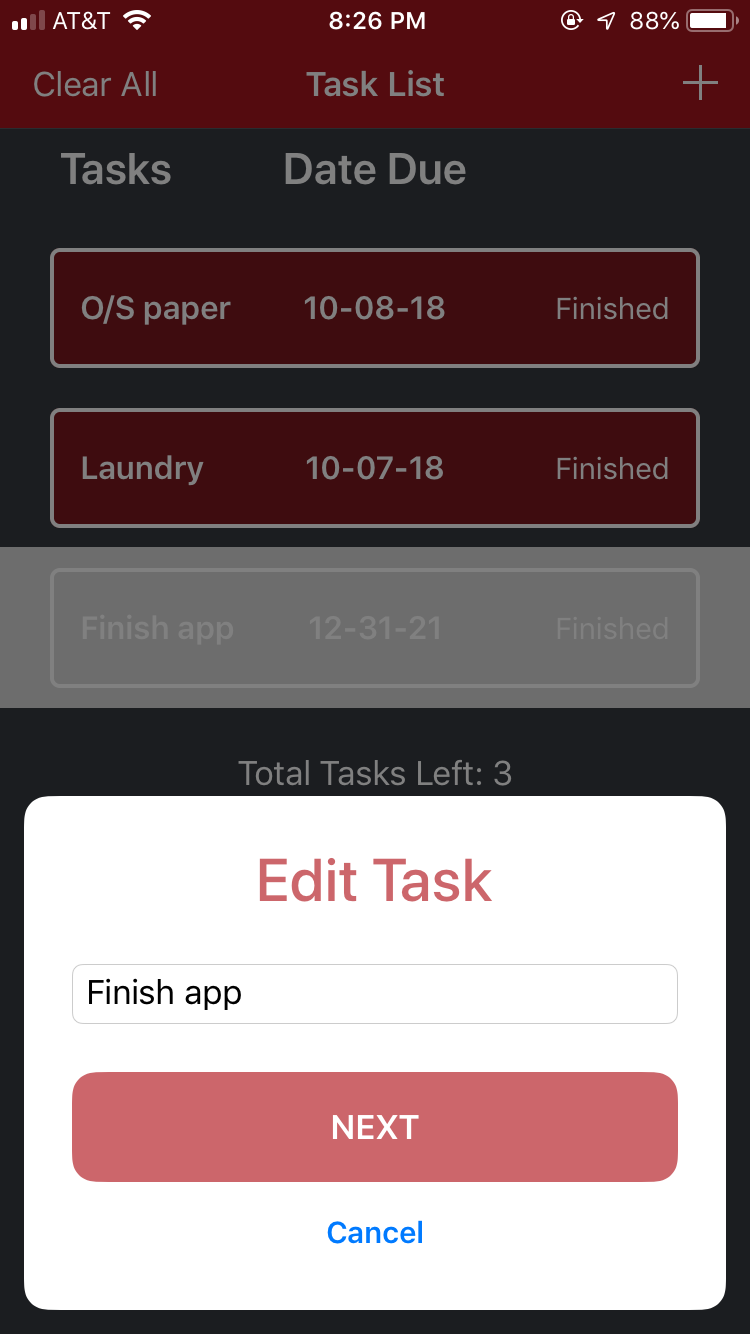 AT&T 8:26 PM 88%
Clear All Task List +
Tasks Date Due
O/S paper 10-08-18 Finished
Laundry 10-07-18 Finished
Finish app 12-31-21 Finished
Total Tasks Left: 3
Edit Task
Finish app
NEXT
Cancel